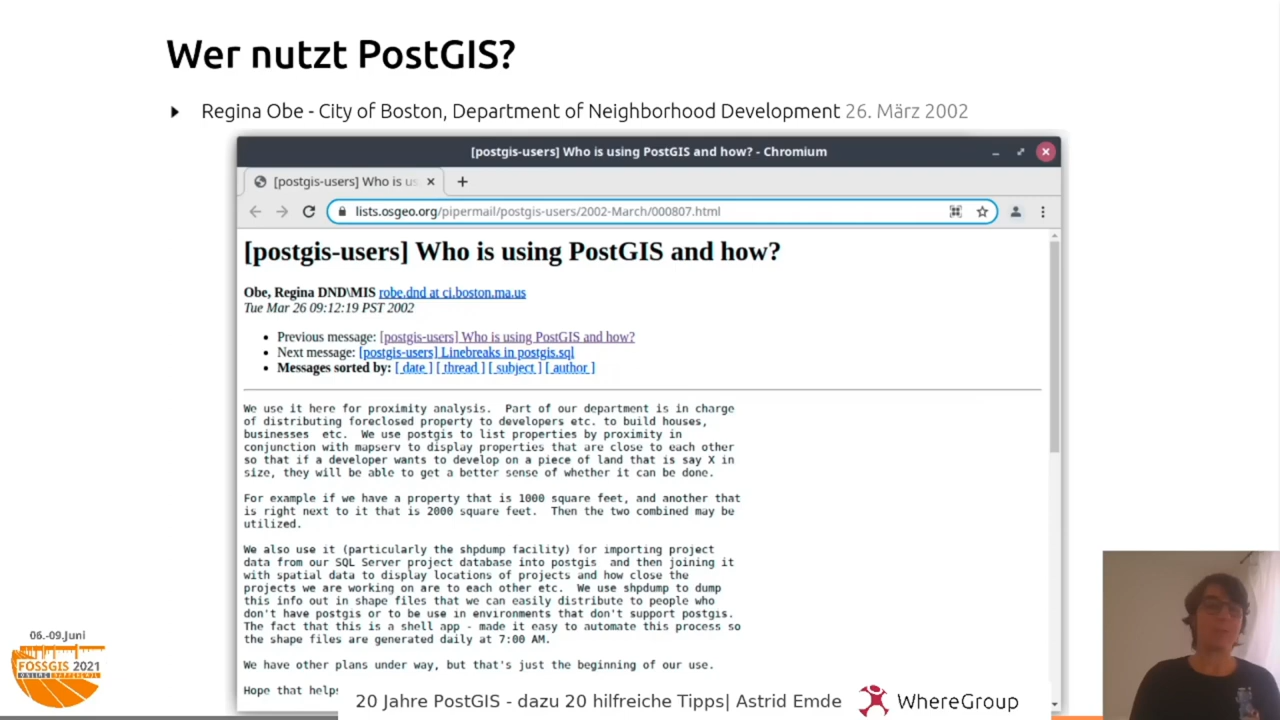 Wer nutzt PostGIS?
Regina Obe - City of Boston, Department of Neighborhood Development 26. März 2002
[postgis-users] Who is using PostGIS and how? - Chromium
[postgis-users] Who is us
lists.osgeo.org/pipermail/postgis-users/2002-March/000807.html
[postgis-users] Who is using PostGIS and how?
Obe, Regina DND\MIS robe.dnd at ci.boston.ma.us
Tue Mar 26 09:12:19 PST 2002
Previous message: [postgis-users] Who is using PostGIS and how?
Next message: [postgis-users] Linebreaks in postgis.sql
Messages sorted by: [ date ] [ thread ] [ subject ] [ author ]
We use it here for proximity analysis. Part of our department is in charge
of distributing foreclosed property to developers etc. to build houses,
businesses etc. We use postgis to list properties by proximity in
conjunction with mapserv to display properties that are close to each other
so that if a developer wants to develop on a piece of land that is say X in
size, they will be able to get a better sense of whether it can be done.
For example if we have a property that is 1000 square feet, and another that
is right next to it that is 2000 square feet. Then the two combined may be
utilized.
We also use it (particularly the shpdump facility) for importing project
data from our SQL Server project database into postgis and then joining it
with spatial data to display locations of projects and how close the
projects we are working on are to each other etc. We use shpdump to dump
this info out in shape files that we can easily distribute to people who
don't have postgis or to be use in environments that don't support postgis.
The fact that this is a shell app - made it easy to automate this process so
the shape files are generated daily at 7:00 AM.
We have other plans under way, but that's just the beginning of our use.
Hope that helps
06.-09.Juni
FOSSGIS 2021
20 Jahre PostGIS - dazu 20 hilfreiche Tipps| Astrid Emde
WhereGroup